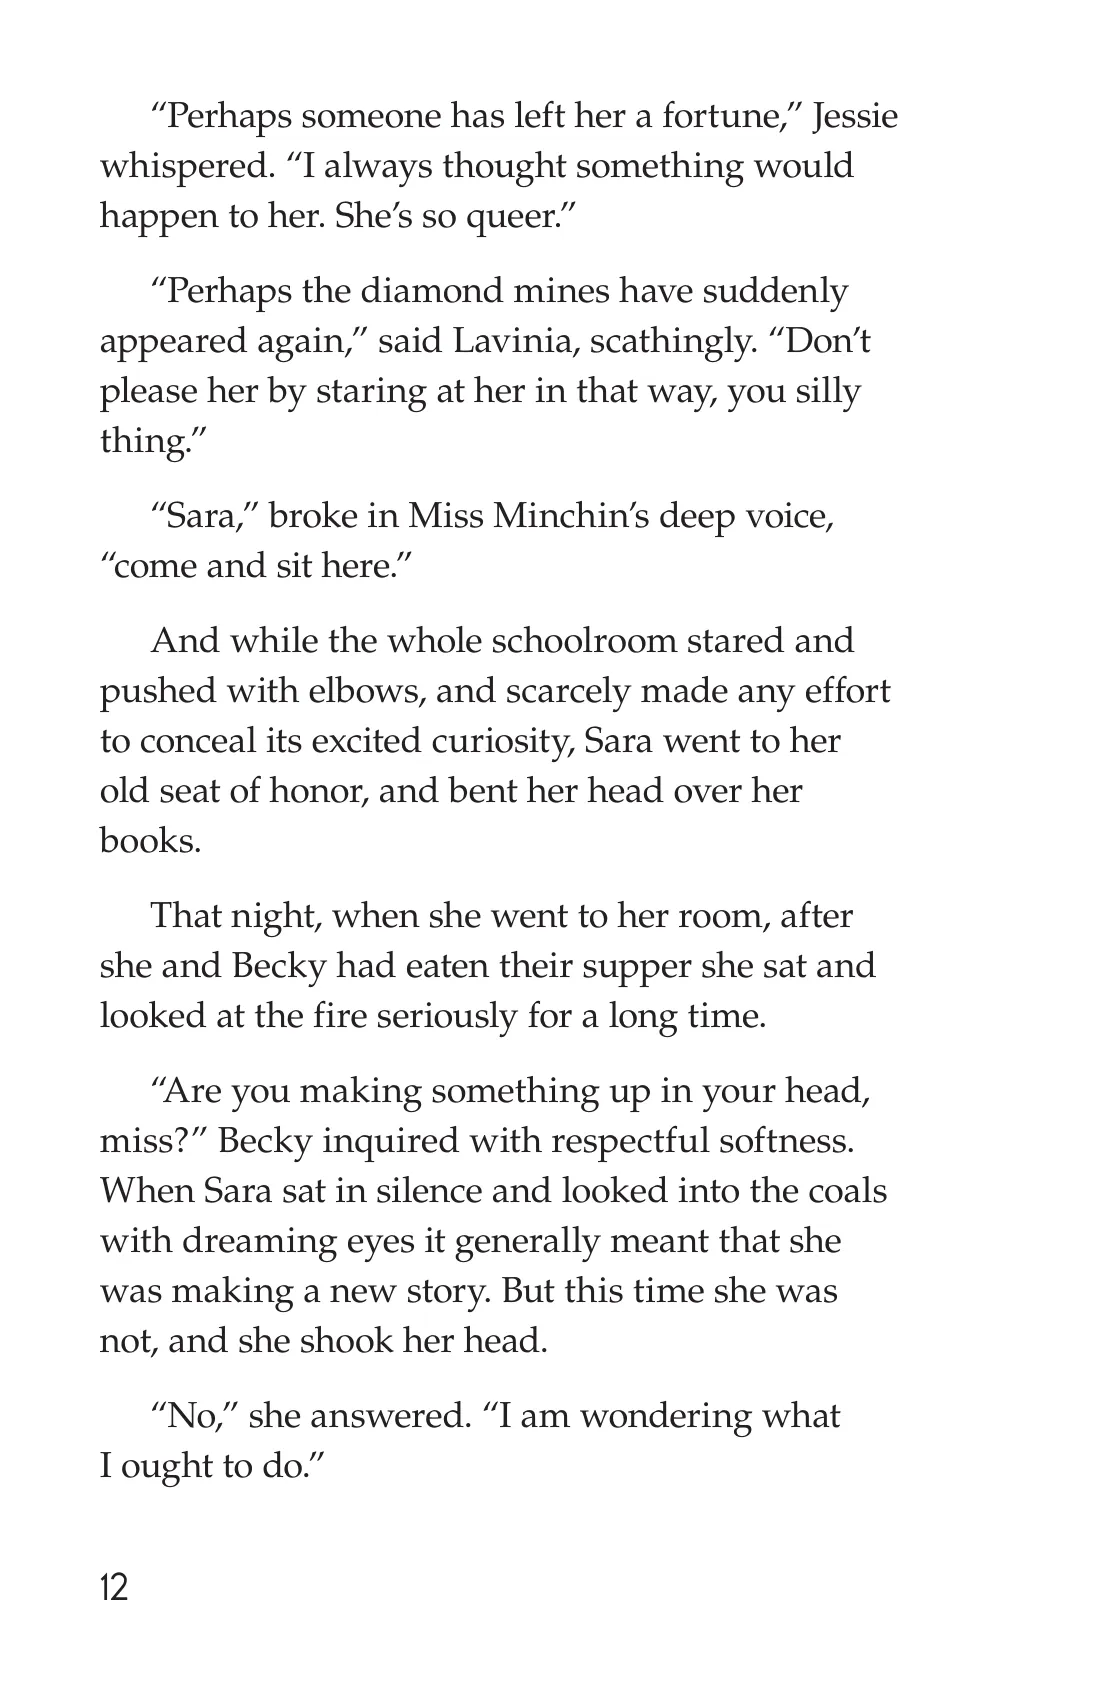 “Perhaps someone has left her a fortune,” Jessie
whispered. “I always thought something would
happen to her. She’s so queer.”
“Perhaps the diamond mines have suddenly
appeared again,” said Lavinia, scathingly. “Don’t
please her by staring at her in that way, you silly
thing.”
“Sara,” broke in Miss Minchin’s deep voice,
“come and sit here.”
And while the whole schoolroom stared and
pushed with elbows, and scarcely made any effort
to conceal its excited curiosity, Sara went to her
old seat of honor, and bent her head over her
books.
That night, when she went to her room, after
she and Becky had eaten their supper she sat and
looked at the fire seriously for a long time.
“Are you making something up in your head,
miss?” Becky inquired with respectful softness.
When Sara sat in silence and looked into the coals
with dreaming eyes it generally meant that she
was making a new story. But this time she was
not, and she shook her head.
“No,” she answered. “I am wondering what
I ought to do.”
12